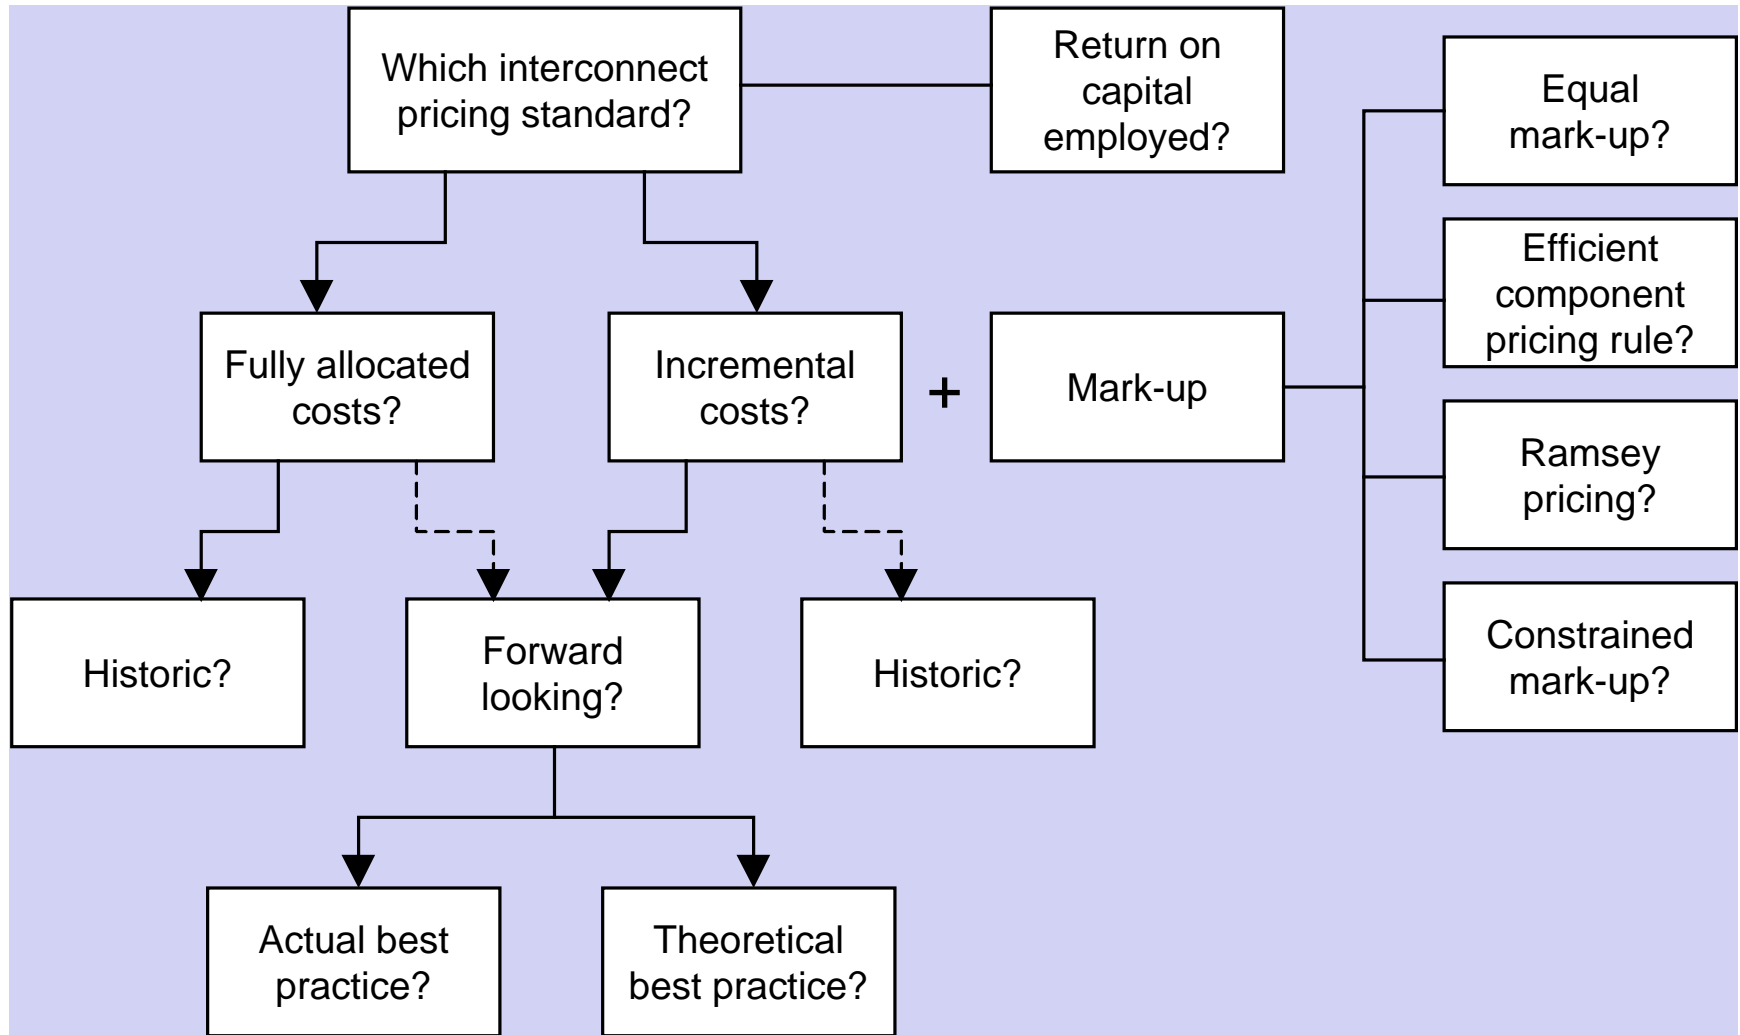 Which interconnect
pricing standard?
Return on
capital
employed?
Equal
mark-up?
Efficient
component
pricing rule?
Fully allocated
costs?
Incremental
costs?
+
Mark-up
Ramsey
pricing?
Historic?
Forward
looking?
Historic?
Constrained
mark-up?
Actual best
practice?
Theoretical
best practice?